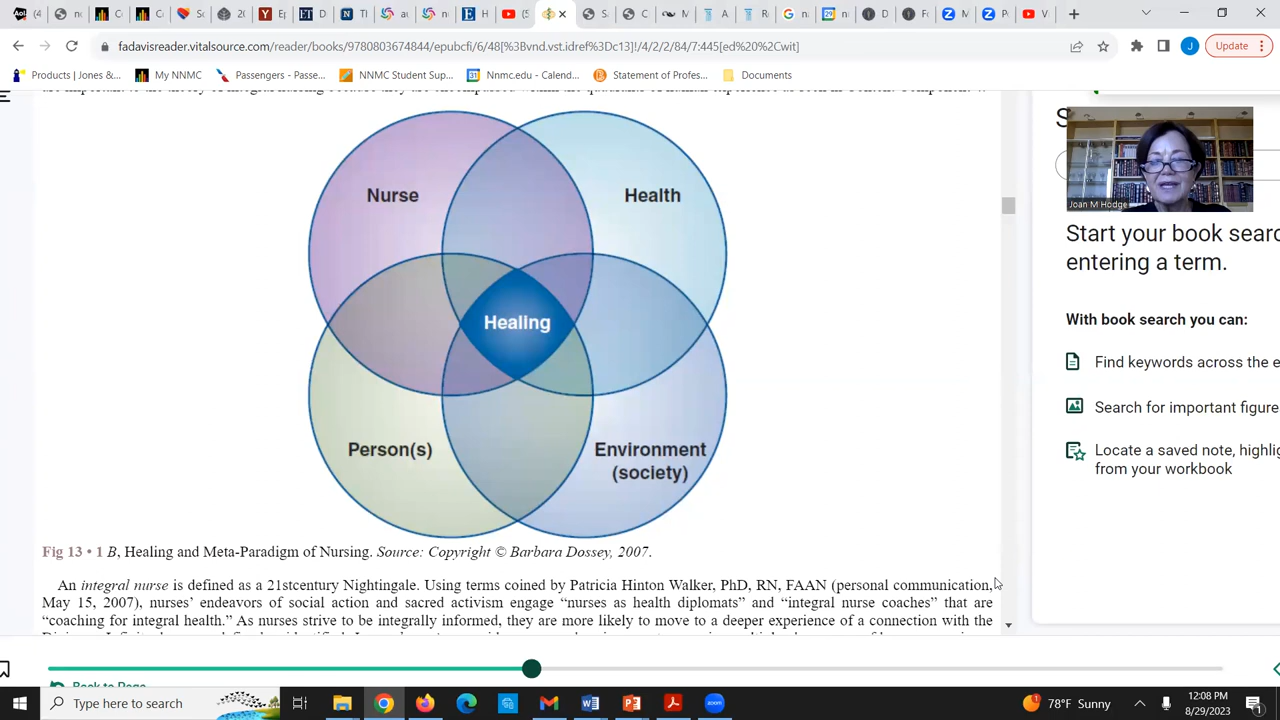 fadavisreader.vitalsource.com/reader/books/9780803674844/epubcfi/6/48[%3Bvnd.vst.idref%3Dc13]!/4/2/2/84/7:445[ed%20%2Cwit]
Update
Products | Jones &...
My NNMC
Passengers - Passe...
NNMC Student Sup...
Nnmc.edu - Calend...
Statement of Profes...
Documents
Nurse
Health
Healing
Person(s)
Environment
(society)
Fig 13 • 1 B, Healing and Meta-Paradigm of Nursing. Source: Copyright © Barbara Dossey, 2007.
An integral nurse is defined as a 21stcentury Nightingale. Using terms coined by Patricia Hinton Walker, PhD, RN, FAAN (personal communication,
May 15, 2007), nurses’ endeavors of social action and sacred activism engage “nurses as health diplomats” and “integral nurse coaches” that are
“coaching for integral health.” As nurses strive to be integrally informed, they are more likely to move to a deeper experience of a connection with the
Joan M Hodge
Start your book searc
entering a term.
With book search you can:
Find keywords across the e
Search for important figure
Locate a saved note, highlig
from your workbook
Back to Page
Type here to search
78°F Sunny
12:08 PM
8/29/2023